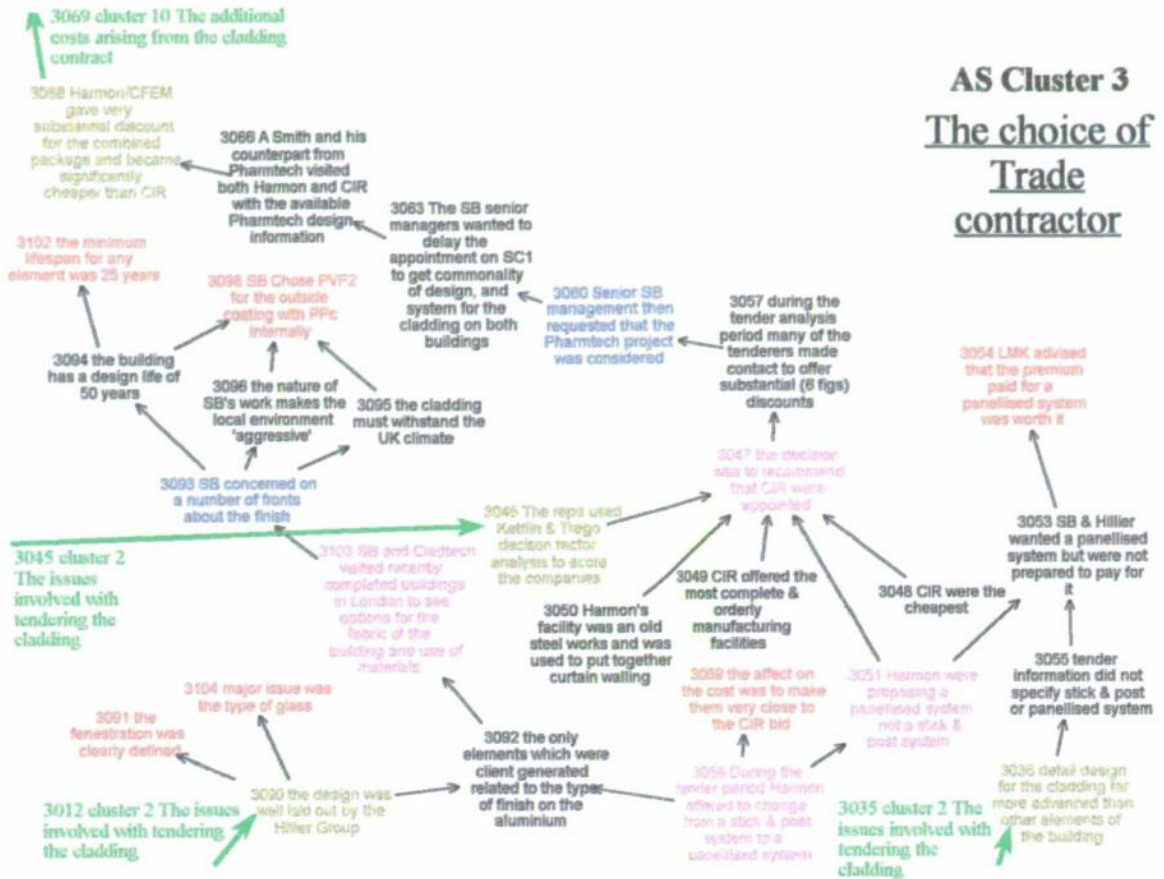 3069 cluster 10 The additional
costs arising from the cladding
contract
AS Cluster 3
The choice of
Trade
contractor
3068 Harmon/CFEM
gave very
substantial discount
for the combined
package and became
significantly
cheaper than CIR
3066 A Smith and his
counterpart from
Pharmtech visited
both Harmon and CIR
with the available
Pharmtech design
information
3063 The SB senior
managers wanted to
delay the
appointment on SC1
to get commonality
of design, and
system for the
cladding on both
buildings
3060 Senior SB
management then
requested that the
Pharmtech project
was considered
3057 during the
tender analysis
period many of the
tenderers made
contact to offer
substantial (6 figs)
discounts
3054 LMK advised
that the premium
paid for a
panellised system
was worth it
3102 the minimum
lifespan for any
element was 25 years
3098 SB Chose PVF2
for the outside
coating with PPc
internally
3094 the building
has a design life of
50 years
3096 the nature of
SB's work makes the
local environment
'aggressive'
3095 the cladding
must withstand the
UK climate
3047 the decision
was to recommend
that CIR were
appointed
3093 SB concerned on
a number of fronts
about the finish
3046 The reps used
Kettlin & Trego
decison rector
analysis to score
the companies
3053 SB & Hillier
wanted a panellised
system but were not
prepared to pay for
it
3045 cluster 2
The issues
involved with
tendering the
cladding
3103 SB and Cladtech
visited recently
completed buildings
in London to see
options for the
fabric of the
building and use of
materials
3050 Harmon's
facility was an old
steel works and was
used to put together
curtain walling
3049 CIR offered the
most complete &
orderly
manufacturing
facilities
3048 CIR were the
cheapest
3055 tender
information did not
specify stick & post
or panellised system
3104 major issue was
the type of glass
3091 the
fenestration was
clearly defined
3059 the affect on
the cost was to make
them very close to
the CIR bid
3051 Harmon were
proposing a
panellised system
not a stick &
post system
3092 the only
elements which were
client generated
related to the types
of finish on the
aluminium
3012 cluster 2 The issues
involved with tendering
the cladding
3090 the design was
well laid out by the
Hillier Group
During the
tender period Harmon
offered to change
from a stick & post
system to a
panellised system
3035 cluster 2 The
issues involved with
tendering the
cladding
3036 detail design
for the cladding far
more advanced than
other elements of
the building